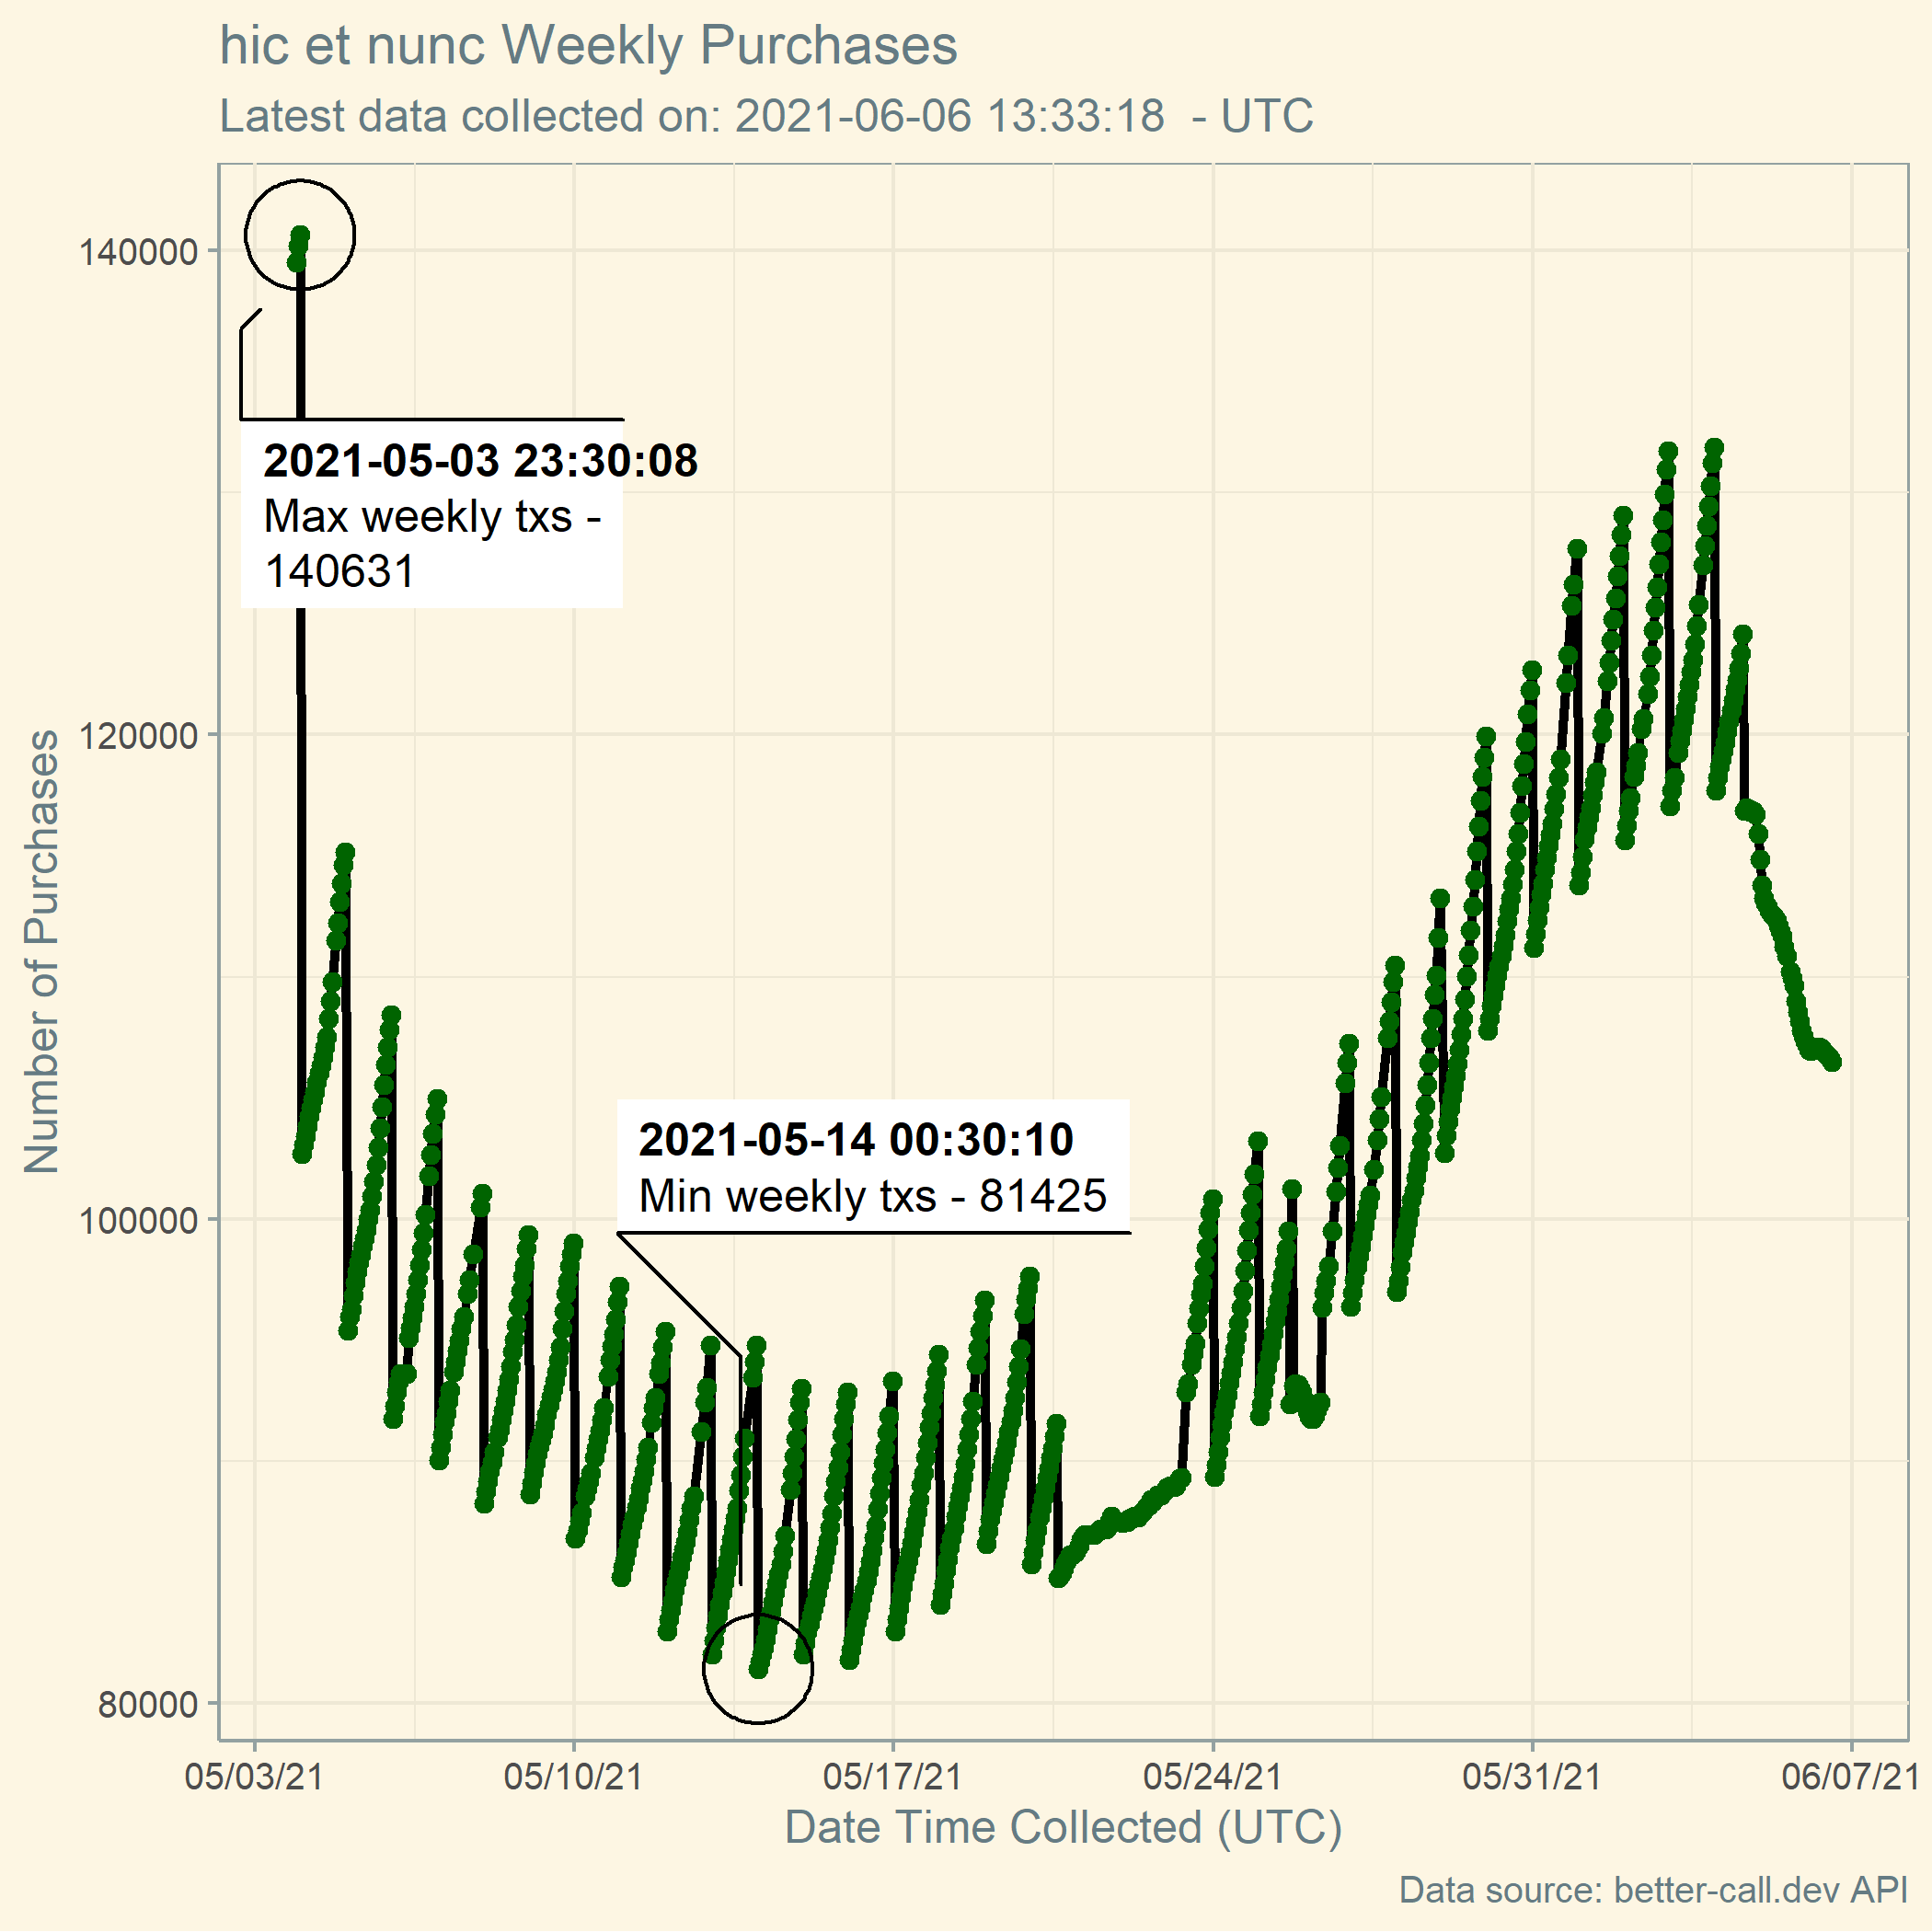 hic et nunc Weekly Purchases
Latest data collected on: 2021-06-06 13:33:18  - UTC
140000
120000
100000
80000
Number of Purchases
2021-05-03 23:30:08
Max weekly txs -
140631
2021-05-14 00:30:10
Min weekly txs - 81425
05/03/21
05/10/21
05/17/21
05/24/21
05/31/21
06/07/21
Date Time Collected (UTC)
Data source: better-call.dev API